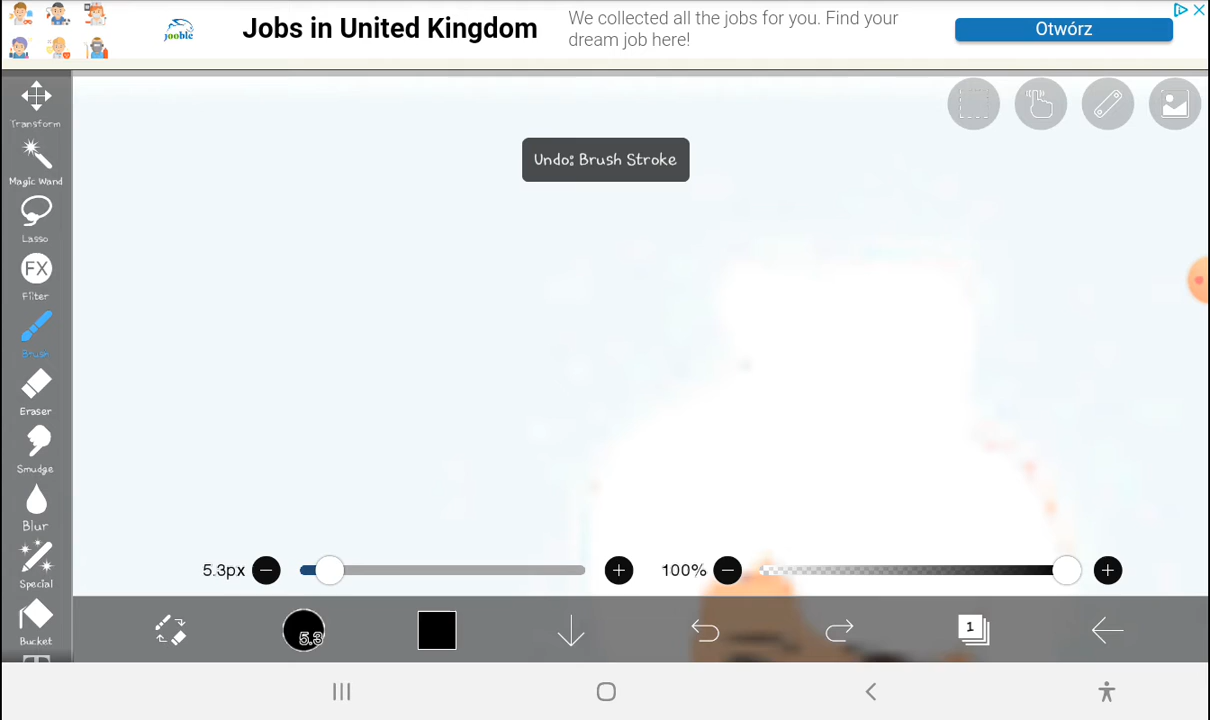 jooble
Jobs in United Kingdom
We collected all the jobs for you. Find your
dream job here!
Otwórz
Transform
Magic Wand
Lasso
FX
Filter
Brush
Eraser
Smudge
Blur
Special
Bucket
Undo: Brush Stroke
5.3px
100%
5.3
1